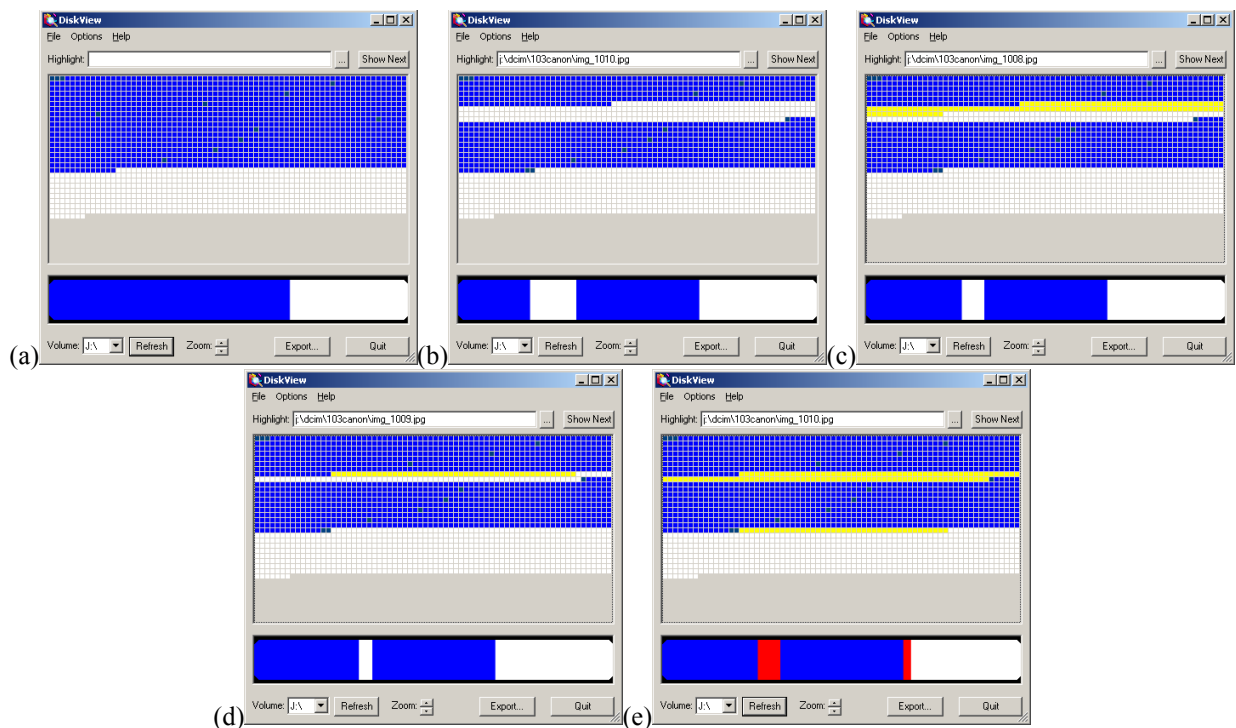 DiskView
File Options Help
Highlight: ... Show Next
Volume: J:\ Refresh Zoom: Export... Quit
(a)
DiskView
File Options Help
Highlight: j:\dcim\103canon\img_1010.jpg ... Show Next
Volume: J:\ Refresh Zoom: Export... Quit
(b)
DiskView
File Options Help
Highlight: j:\dcim\103canon\img_1008.jpg ... Show Next
Volume: J:\ Refresh Zoom: Export... Quit
(c)
DiskView
File Options Help
Highlight: j:\dcim\103canon\img_1009.jpg ... Show Next
Volume: J:\ Refresh Zoom: Export... Quit
(d)
DiskView
File Options Help
Highlight: j:\dcim\103canon\img_1010.jpg ... Show Next
Volume: J:\ Refresh Zoom: Export... Quit
(e)